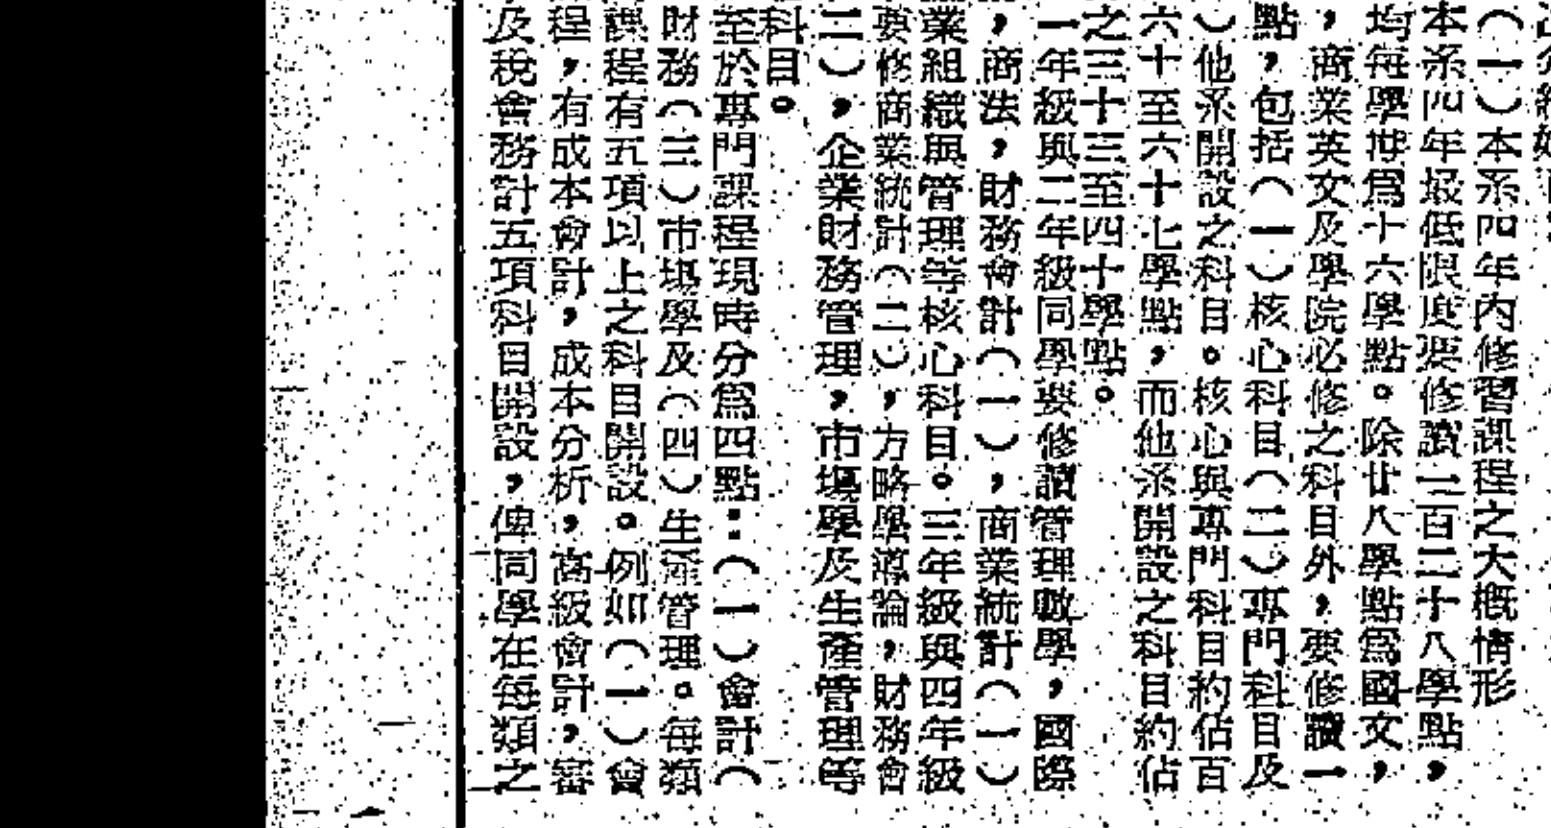 （一）本系四年內修習課程之大概情形
本系四年最低限度要修讀一百二十八學點，
均每學期爲十六學點。除廿八學點爲國文，
，商業英文及學院必修之科目外，要修讀一
點，包括（一）核心科目（二）專門科目及
）他系開設之科目。核心與專門科目約佔百
六十至六十七學點，而他系開設之科目約佔
之三十三至四十學點。
一年級與二年級同學要修讀管理職學，國際
，商法，財務會計（一），商業統計（一）
業組織與管理等核心科目。三年級與四年級
要修商業統計（二），方略學導論，財務會
二），企業財務管理，市塲學及生產管理等
科目。
至於專門課程現時分爲四點：（一）會計（
財務（三）市塲學及（四）生產管理。每類
課程有五項以上之科目開設。例如（一）會
程，有成本會計，成本分析，高級會計，審
及稅會務計五項科目開設，俾同學在每類之